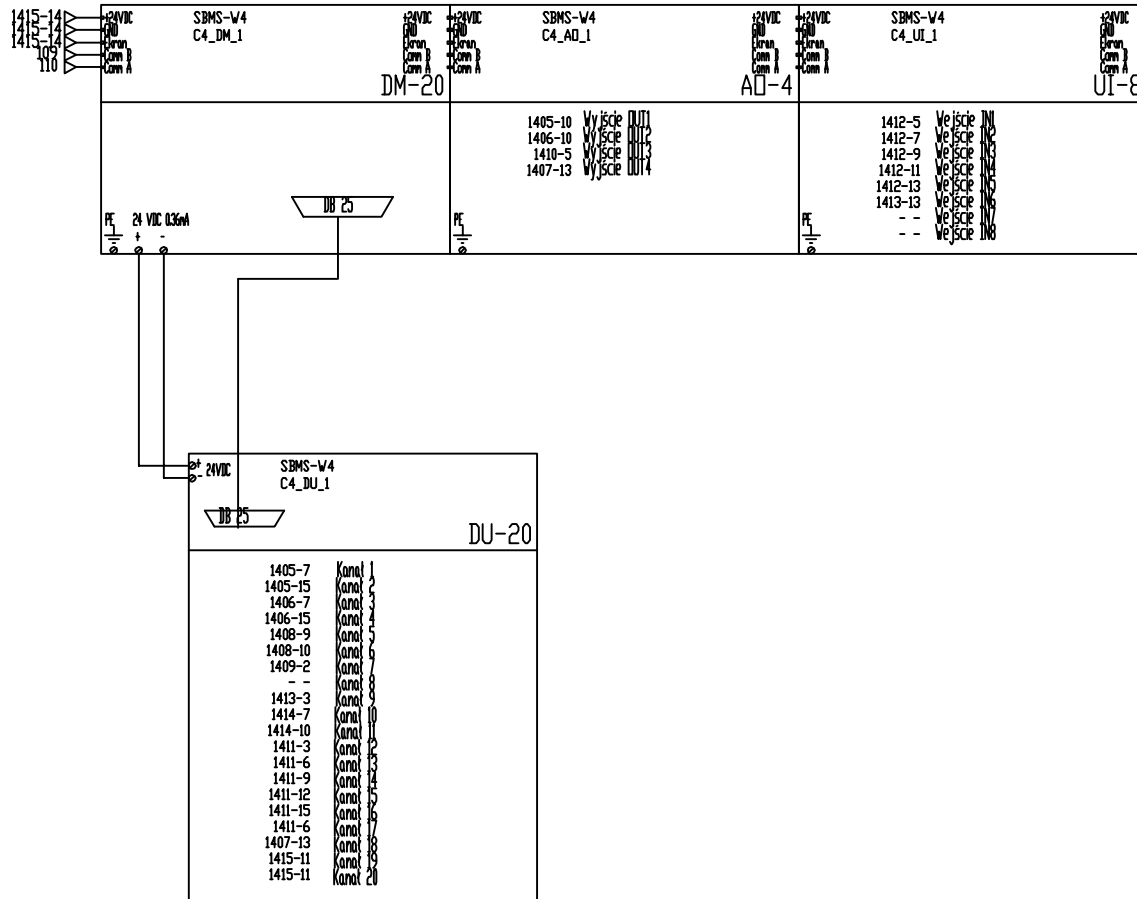 1415-14
1415-14
1415-14
109
110
+24VDC
GND
Ekran
Comm B
Comm A
SBMS-W4
C4_DM_1
+24VDC
GND
Ekran
Comm B
Comm A
DM-20
+24VDC
GND
Ekran
Comm B
Comm A
SBMS-W4
C4_AO_1
+24VDC
GND
Ekran
Comm B
Comm A
AO-4
+24VDC
GND
Ekran
Comm B
Comm A
SBMS-W4
C4_UI_1
+24VDC
GND
Ekran
Comm B
Comm A
UI-8
PE
24 VDC 0.36mA
+ -
DB 25
1405-10 Wyjście OUT1
1406-10 Wyjście OUT2
1410-5 Wyjście OUT3
1407-13 Wyjście OUT4
PE
1412-5 Wejście IN1
1412-7 Wejście IN2
1412-9 Wejście IN3
1412-11 Wejście IN4
1412-13 Wejście IN5
1413-13 Wejście IN6
- - Wejście IN7
- - Wejście IN8
PE
+
-
24VDC
SBMS-W4
C4_DU_1
DB 25
DU-20
1405-7 Kanał 1
1405-15 Kanał 2
1406-7 Kanał 3
1406-15 Kanał 4
1408-9 Kanał 5
1408-10 Kanał 6
1409-2 Kanał 7
- - Kanał 8
1413-3 Kanał 9
1414-7 Kanał 10
1414-10 Kanał 11
1411-3 Kanał 12
1411-6 Kanał 13
1411-9 Kanał 14
1411-12 Kanał 15
1411-15 Kanał 16
1411-6 Kanał 17
1407-13 Kanał 18
1415-11 Kanał 19
1415-11 Kanał 20